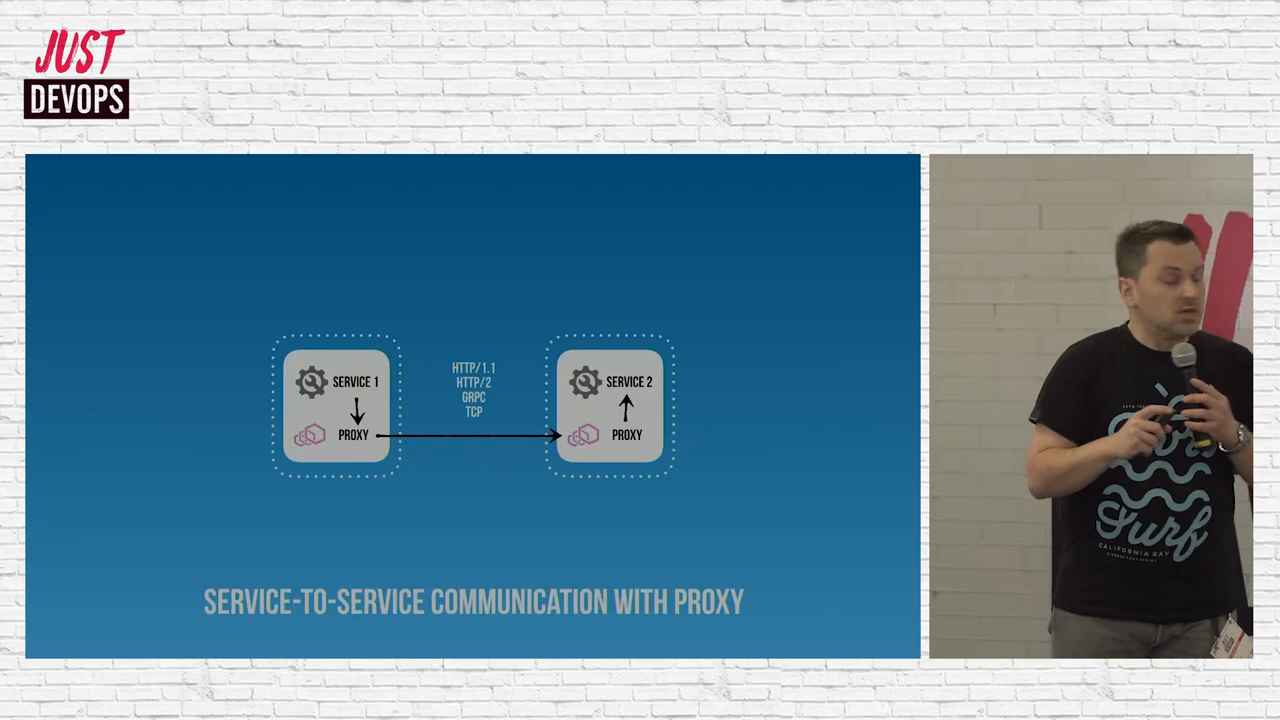 JUST
DEVOPS
SERVICE 1
PROXY
HTTP/1.1
HTTP/2
GRPC
TCP
SERVICE 2
PROXY
SERVICE-TO-SERVICE COMMUNICATION WITH PROXY
Surf
CALIFORNIA BAY